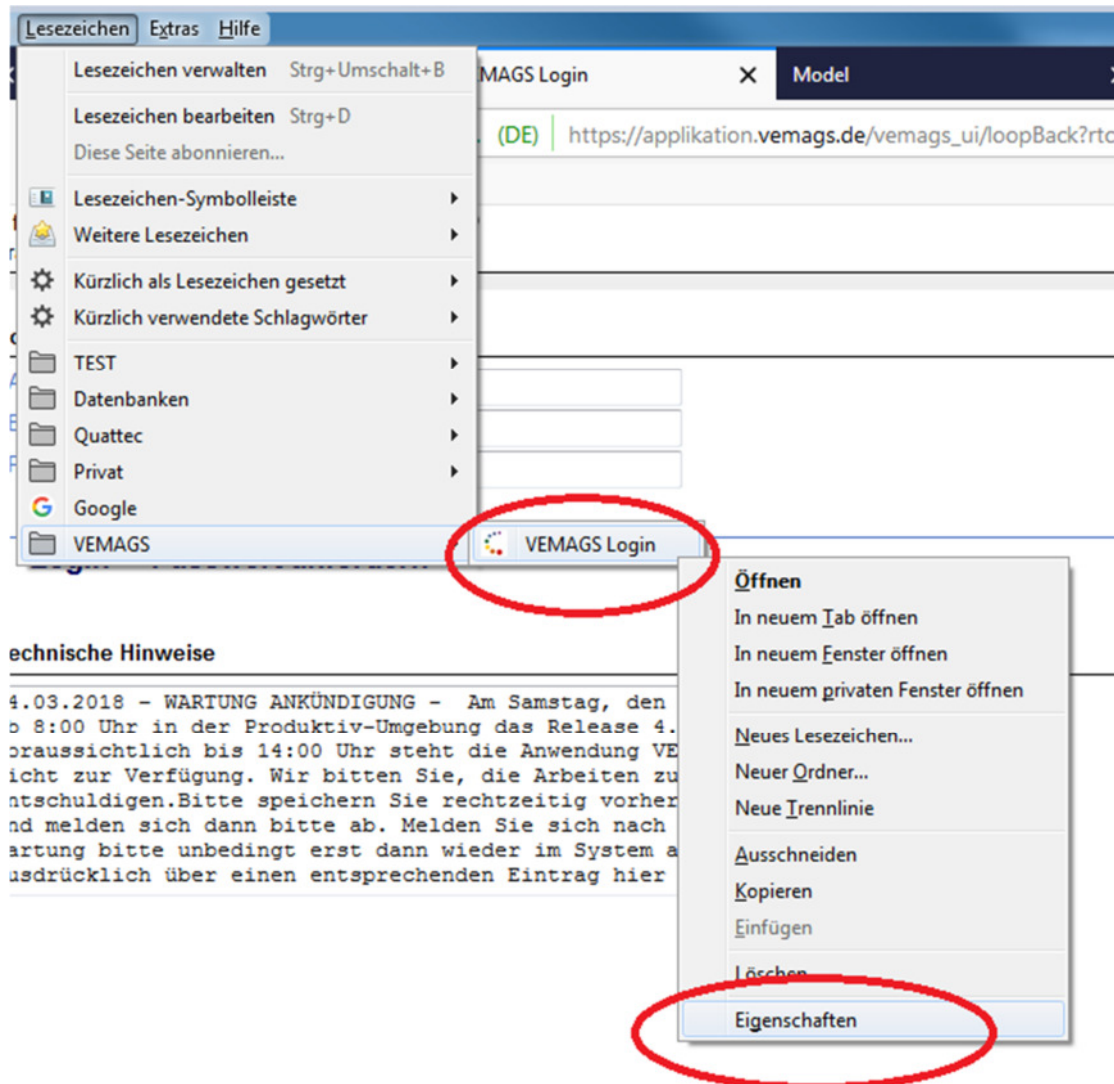 Lesezeichen Extras Hilfe
MAGS Login Model
Lesezeichen verwalten Strg+Umschalt+B
Lesezeichen bearbeiten Strg+D
(DE) https://applikation.vemags.de/vemags_ui/loopBack?rtc
Diese Seite abonnieren...
Lesezeichen-Symbolleiste
Weitere Lesezeichen
Kürzlich als Lesezeichen gesetzt
Kürzlich verwendete Schlagwörter
TEST
Datenbanken
Quattec
Privat
Google
VEMAGS
VEMAGS Login
Öffnen
In neuem Tab öffnen
In neuem Fenster öffnen
In neuem privaten Fenster öffnen
Neues Lesezeichen...
Neuer Ordner...
Neue Trennlinie
Ausschneiden
Kopieren
Einfügen
Löschen
Eigenschaften
echnische Hinweise
4.03.2018 - WARTUNG ANKÜNDIGUNG - Am Samstag, den
b 8:00 Uhr in der Produktiv-Umgebung das Release 4.
oraussichtlich bis 14:00 Uhr steht die Anwendung VE
icht zur Verfügung. Wir bitten Sie, die Arbeiten zu
ntschuldigen.Bitte speichern Sie rechtzeitig vorher
nd melden sich dann bitte ab. Melden Sie sich nach
artung bitte unbedingt erst dann wieder im System a
usdrücklich über einen entsprechenden Eintrag hier